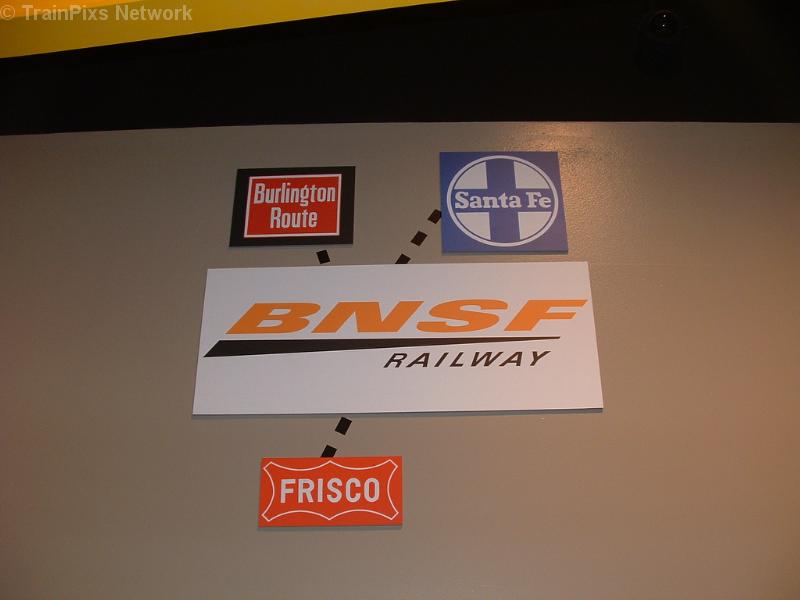 © TrainPixs Network
Burlington
Route
Santa Fe
BNSF
RAILWAY
FRISCO